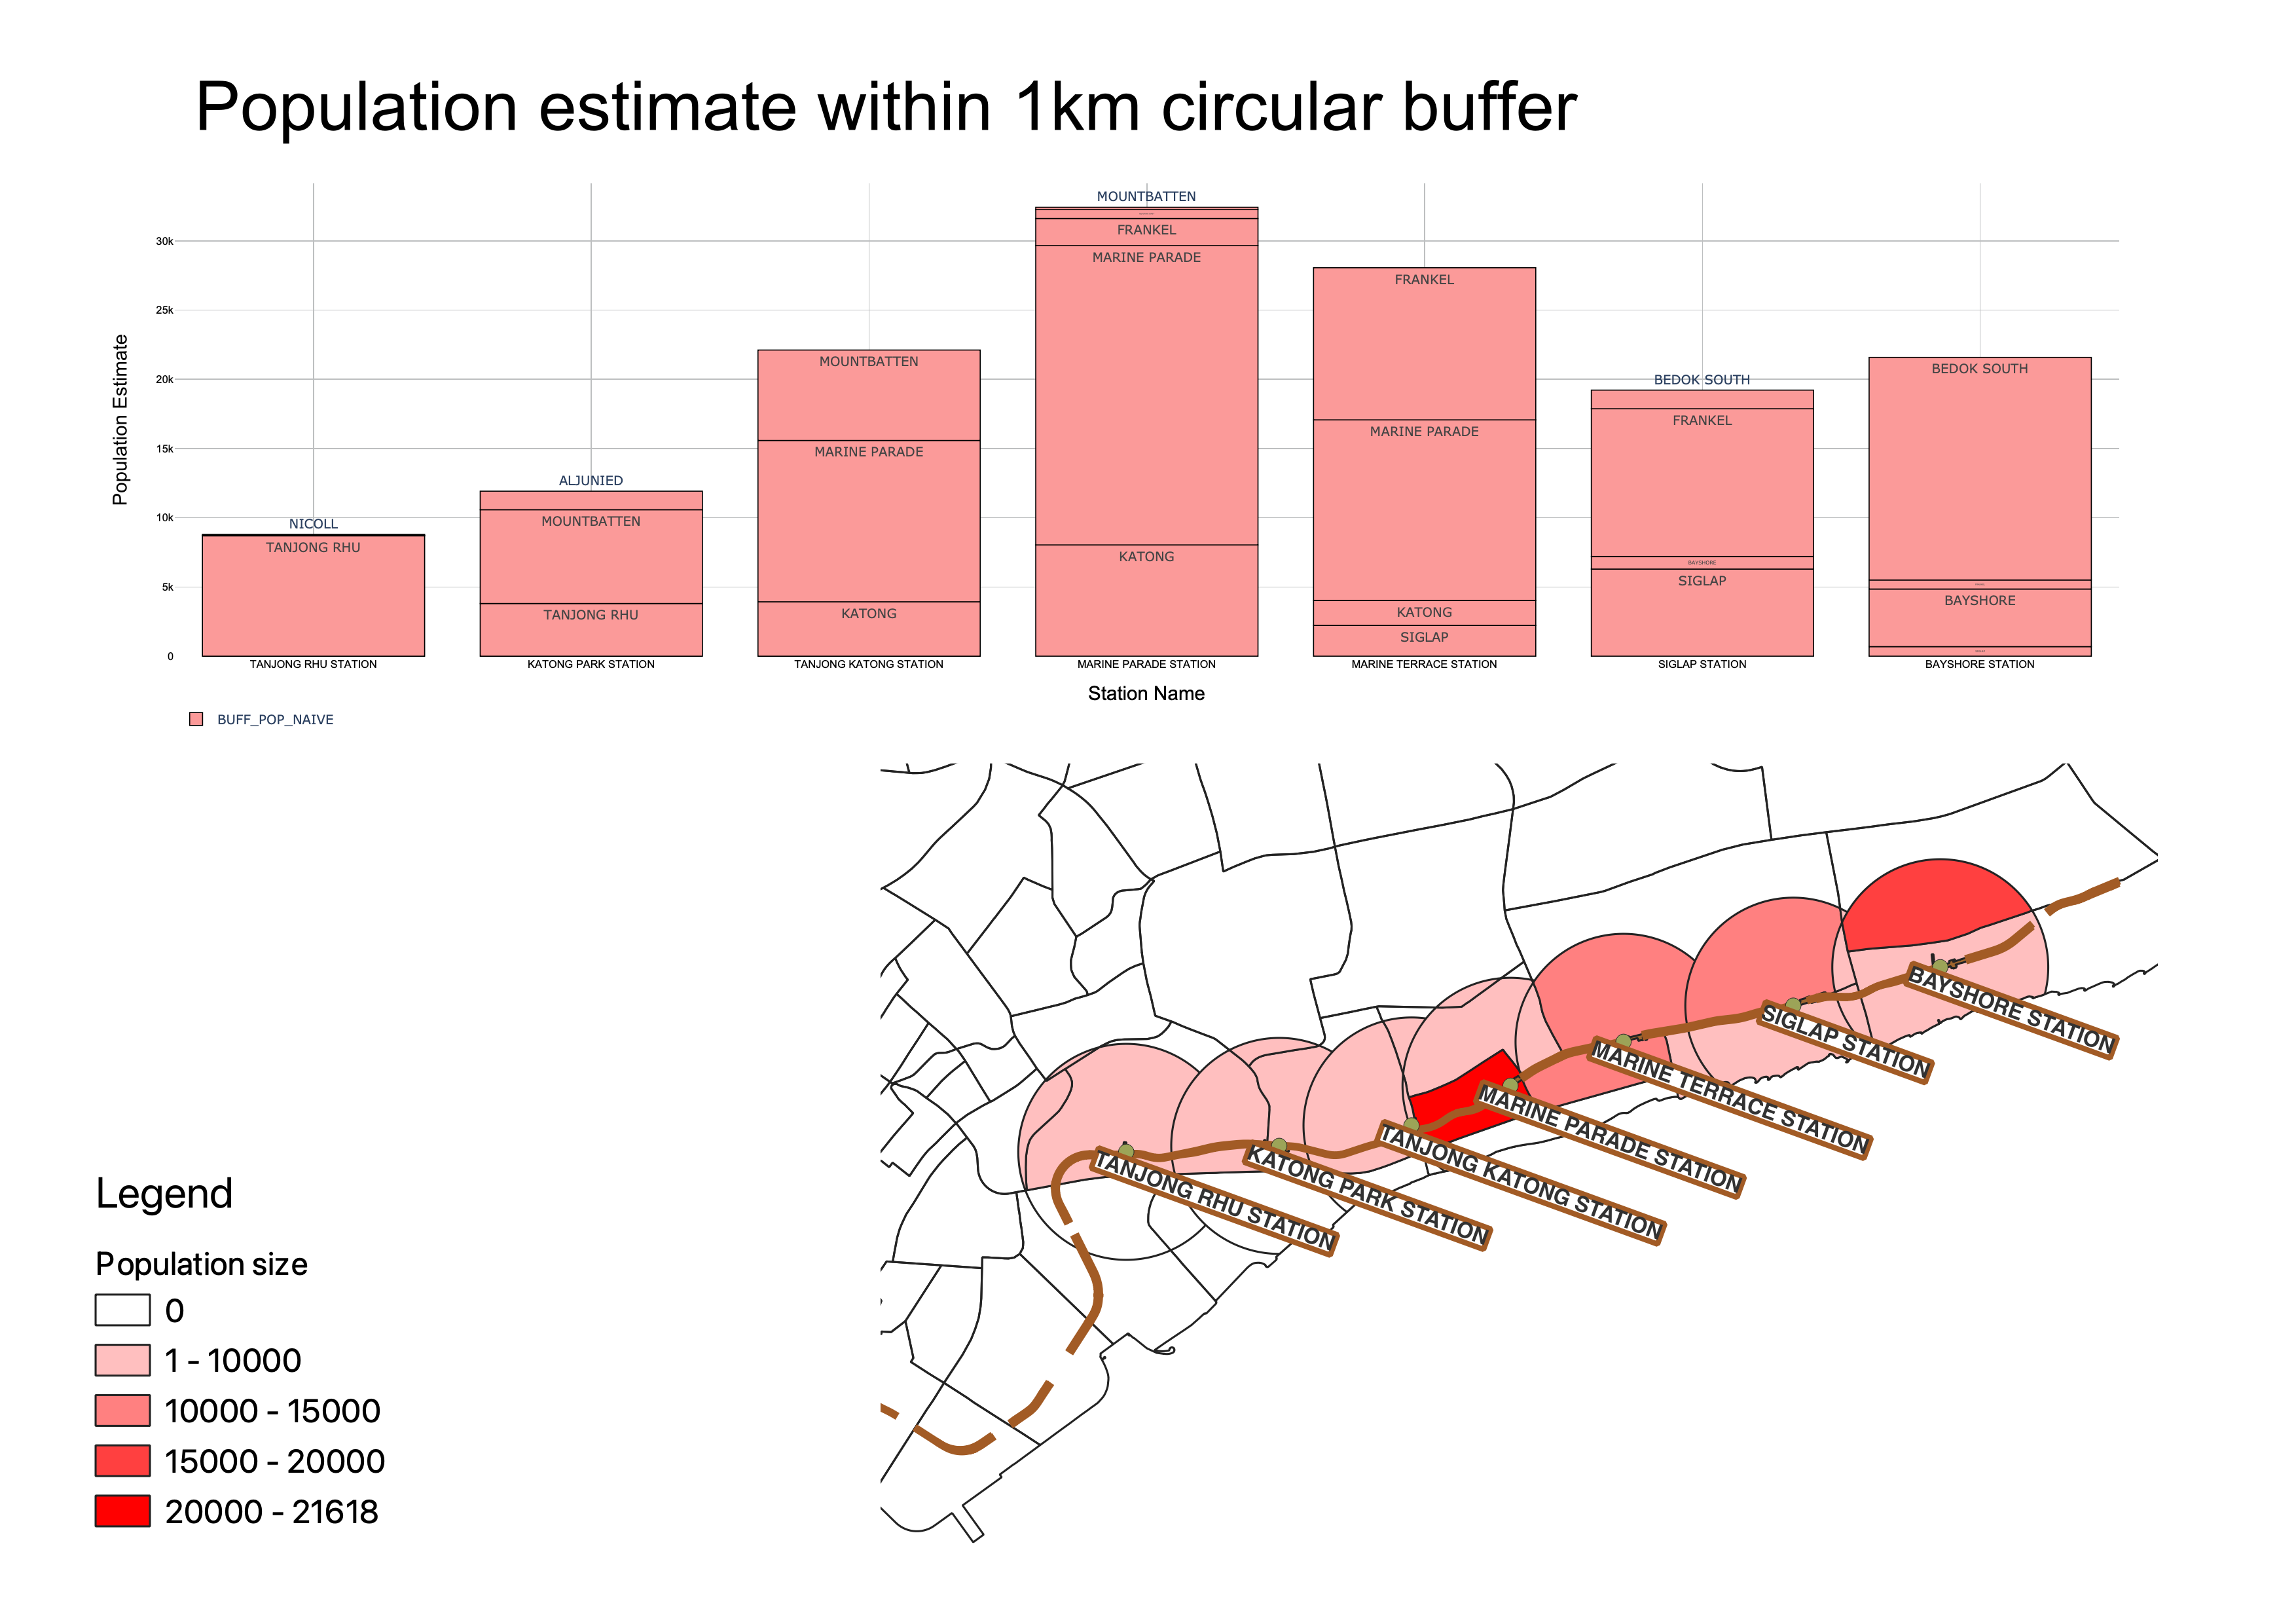 Population estimate within 1km circular buffer
Population Estimate
30k
25k
20k
15k
10k
5k
0
NICOLL
TANJONG RHU
ALJUNIED
MOUNTBATTEN
TANJONG RHU
MOUNTBATTEN
MARINE PARADE
KATONG
MOUNTBATTEN
FRANKEL
MARINE PARADE
KATONG
FRANKEL
MARINE PARADE
KATONG
SIGLAP
BEDOK SOUTH
FRANKEL
BAYSHORE
SIGLAP
BEDOK SOUTH
BAYSHORE
TANJONG RHU STATION
KATONG PARK STATION
TANJONG KATONG STATION
MARINE PARADE STATION
MARINE TERRACE STATION
SIGLAP STATION
BAYSHORE STATION
Station Name
BUFF_POP_NAIVE
BAYSHORE STATION
SIGLAP STATION
MARINE TERRACE STATION
MARINE PARADE STATION
TANJONG KATONG STATION
KATONG PARK STATION
TANJONG RHU STATION
Legend
Population size
0
1 - 10000
10000 - 15000
15000 - 20000
20000 - 21618